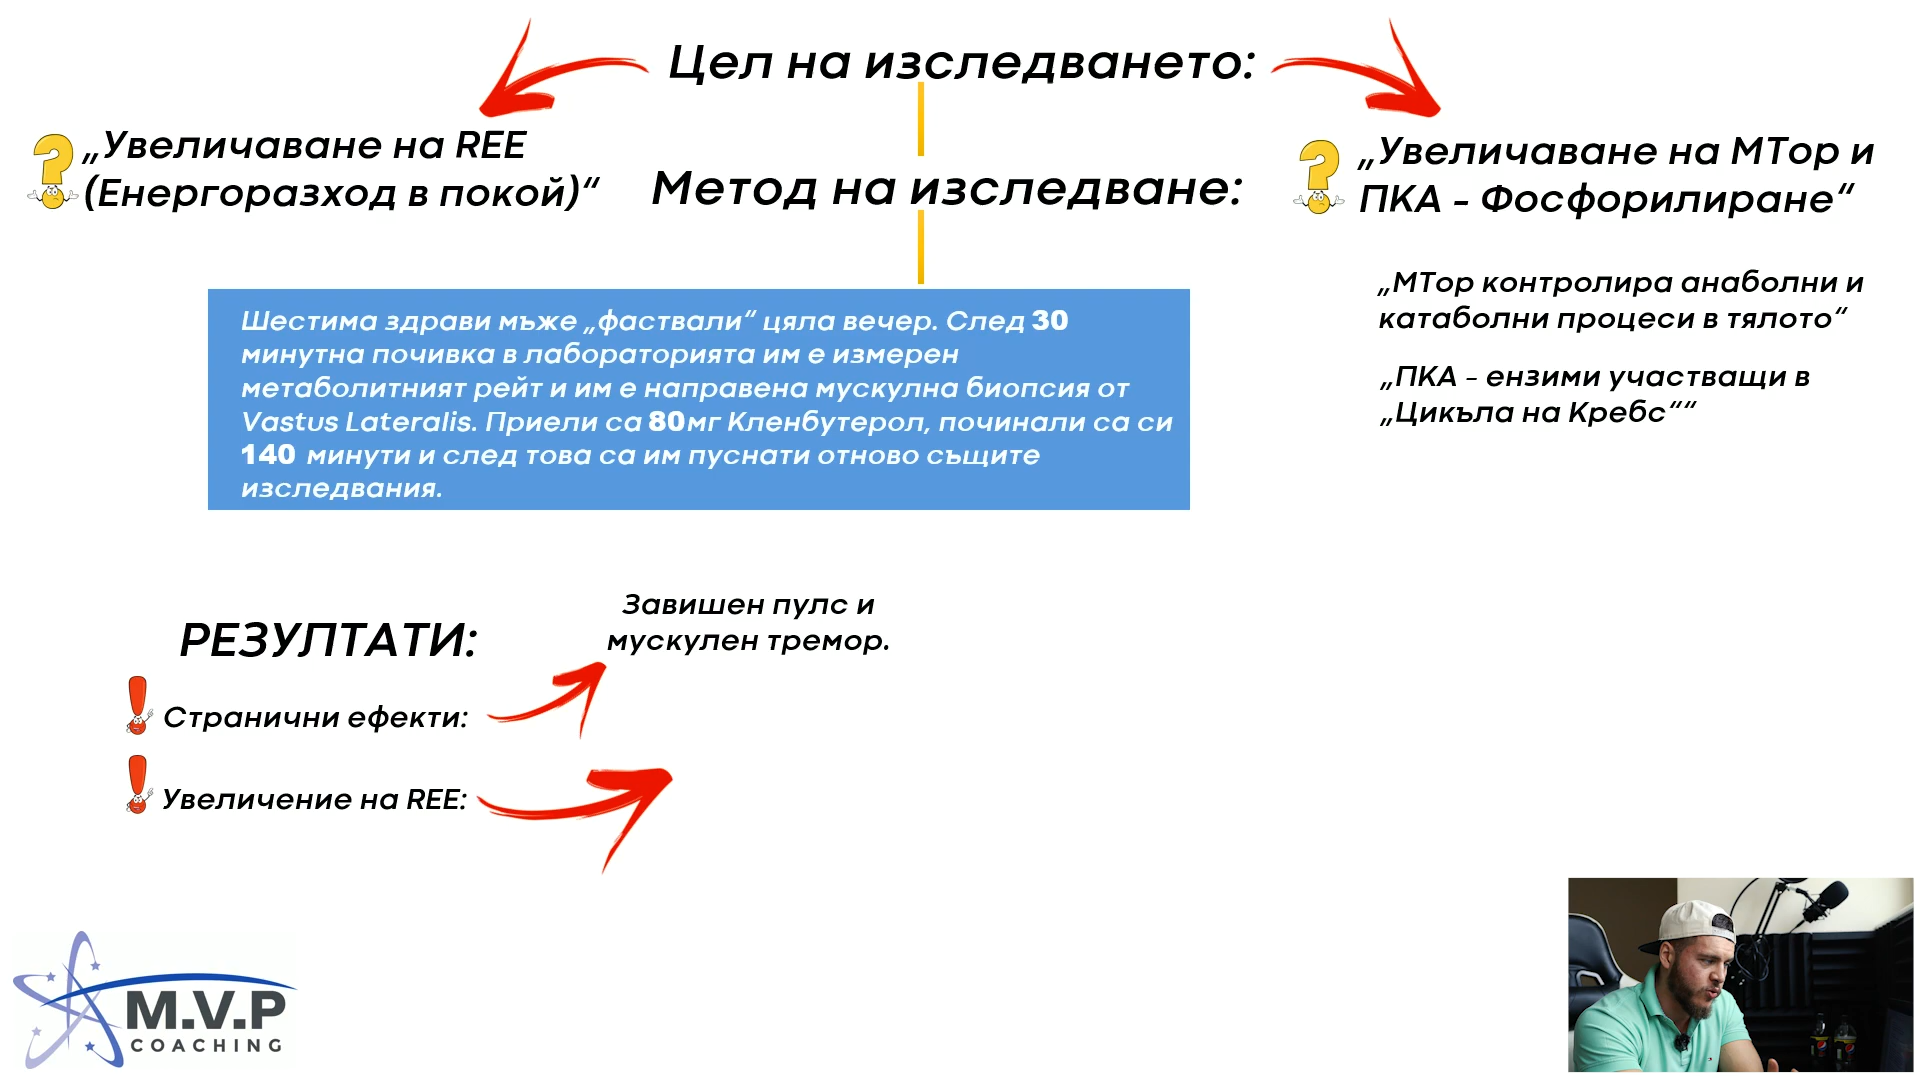 Цел на изследването:
„Увеличаване на REE
(Енергоразход в покой)“
Метод на изследване:
„Увеличаване на МТор и
ПКА - Фосфорилиране“
„МТор контролира анаболни и
катаболни процеси в тялото“
„ПКА - ензими участващи в
„Цикъла на Кребс““
Шестима здрави мъже „фаствали“ цяла вечер. След 30
минутна почивка в лабораторията им е измерен
метаболитният рейт и им е направена мускулна биопсия от
Vastus Lateralis. Приели са 80мг Кленбутерол, починали са си
140 минути и след това са им пуснати отново същите
изследвания.
РЕЗУЛТАТИ:
Завишен пулс и
мускулен тремор.
Странични ефекти:
Увеличение на REE:
M.V.P
COACHING